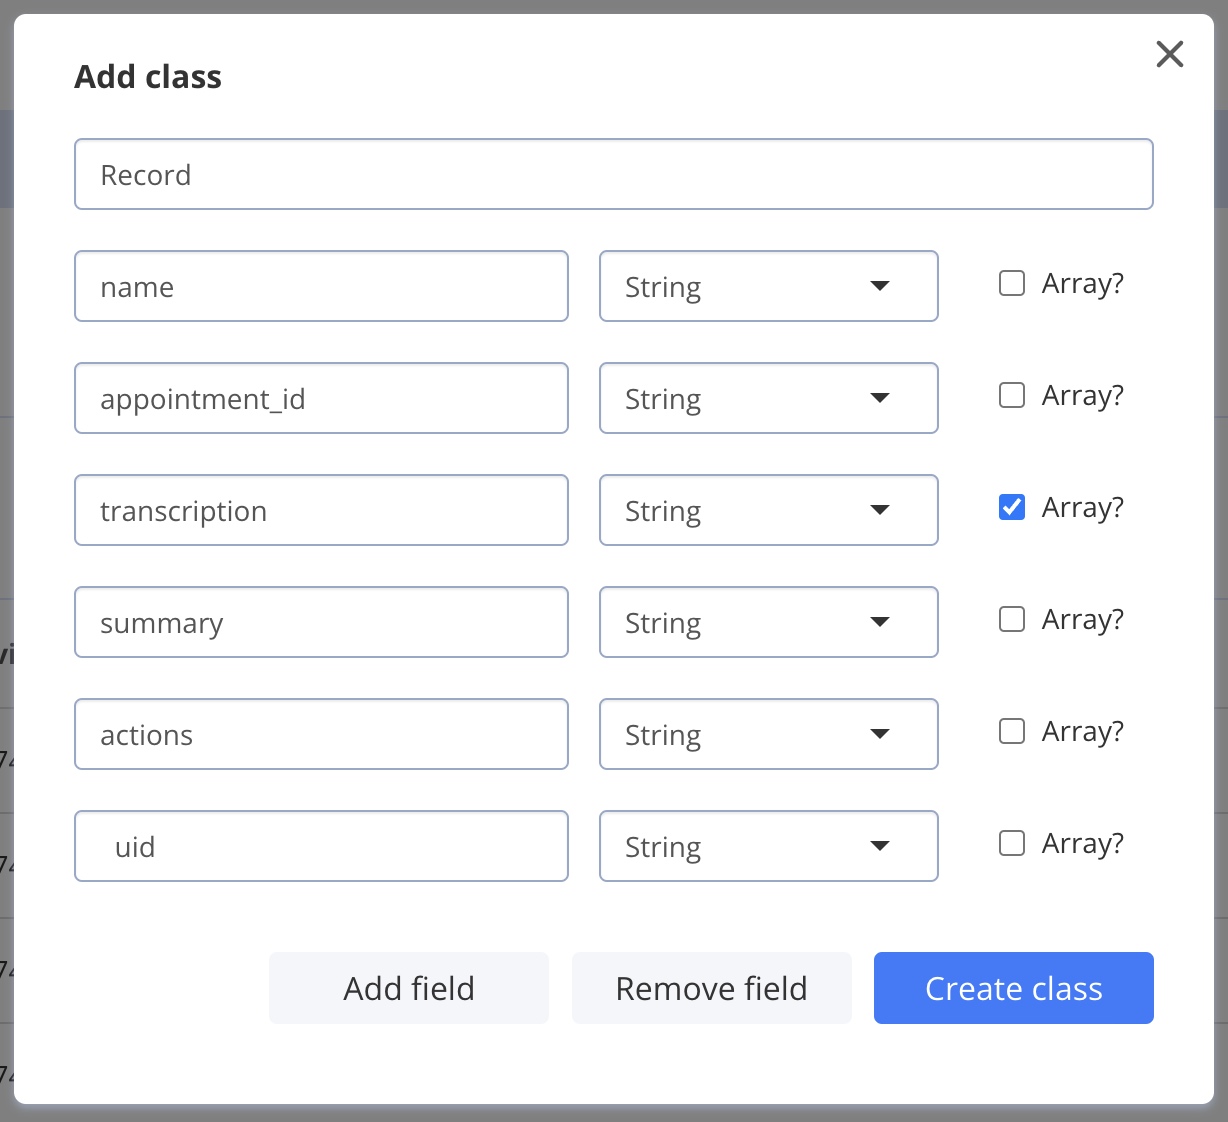 Add class
Record
name String Array?
appointment_id String Array?
transcription String Array?
summary String Array?
actions String Array?
uid String Array?
Add field Remove field Create class